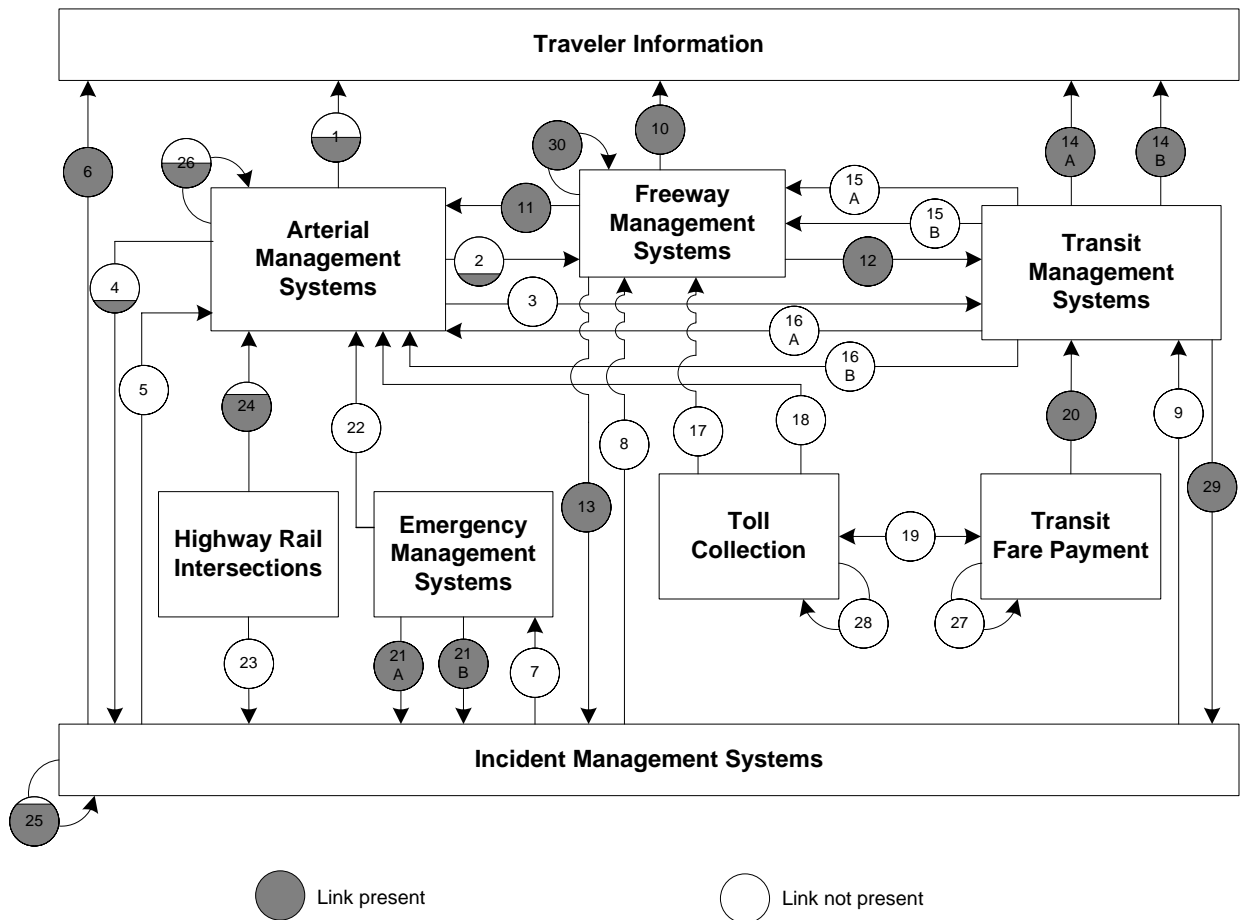 Traveler Information
6
26
1
30
10
14
A
14
B
11
15
A
15
B
Arterial
Management
Systems
Freeway
Management
Systems
Transit
Management
Systems
2
12
4
3
16
A
16
B
5
24
22
8
17
18
20
9
13
29
Highway Rail
Intersections
Emergency
Management
Systems
Toll
Collection
19
Transit
Fare Payment
28
27
23
21
A
21
B
7
Incident Management Systems
25
Link present
Link not present